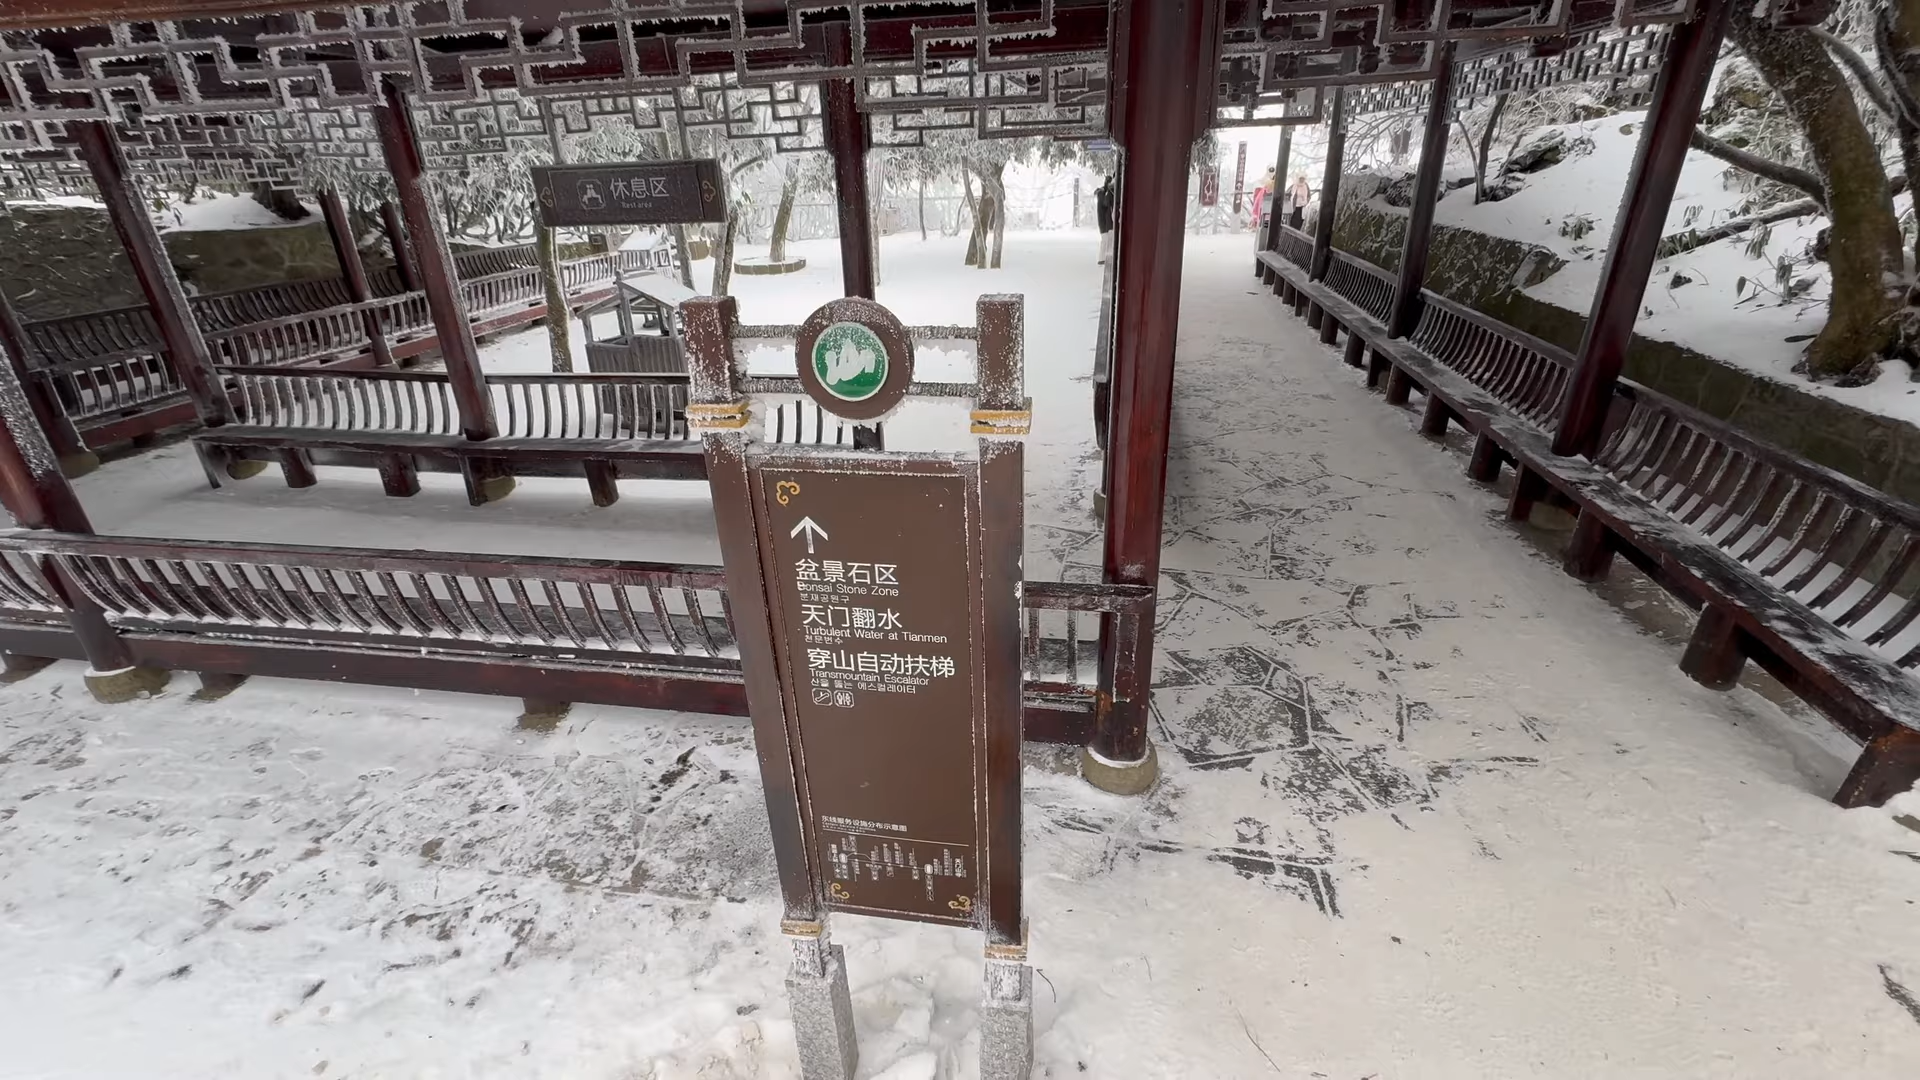 休息区
Rest area
盆景石区
Bonsai Stone Zone
분재공원구
天门翻水
Turbulent Water at Tianmen
천문번수
穿山自动扶梯
Transmountain Escalator
산을 뚫는 에스컬레이터
东线服务设施分布示意图